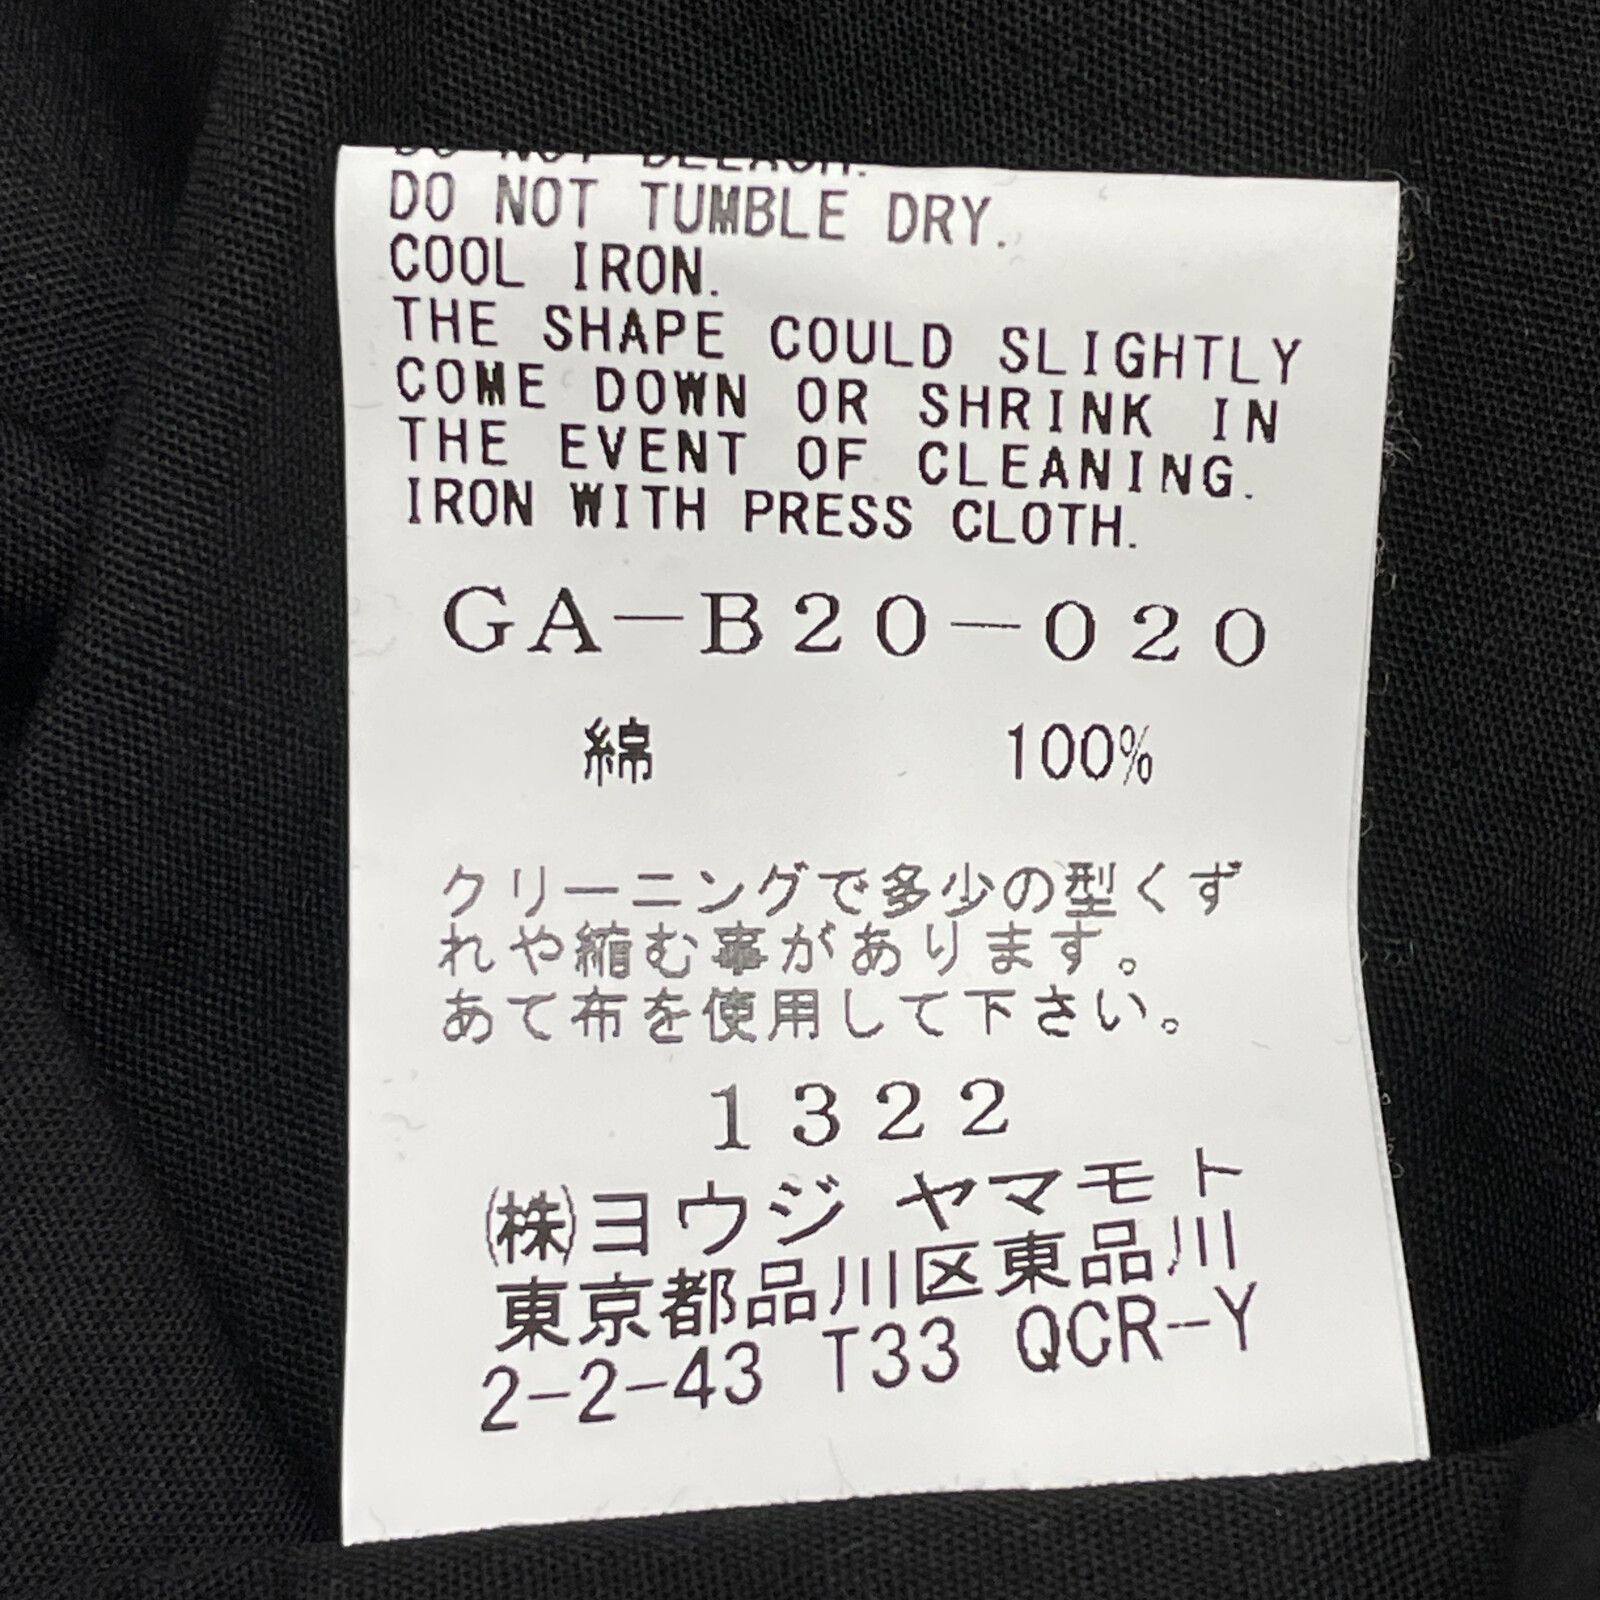 DO NOT BLEACH.
DO NOT TUMBLE DRY.
COOL IRON.
THE SHAPE COULD SLIGHTLY
COME DOWN OR SHRINK IN
THE EVENT OF CLEANING.
IRON WITH PRESS CLOTH.
GA-B20-020
綿 100%
クリーニングで多少の型くず
れや縮む事があります。
あて布を使用して下さい。
1322
㈱ヨウジ ヤマモト
東京都品川区東品川
2-2-43 T33 QCR-Y